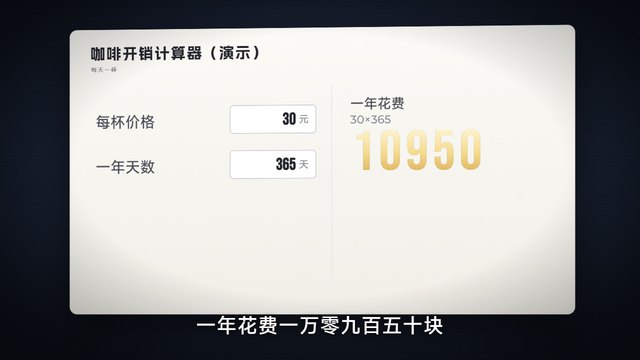 咖啡开销计算器（演示）
每天一杯
每杯价格 30 元
一年天数 365 天
一年花费
30×365
10950
一年花费一万零九百五十块